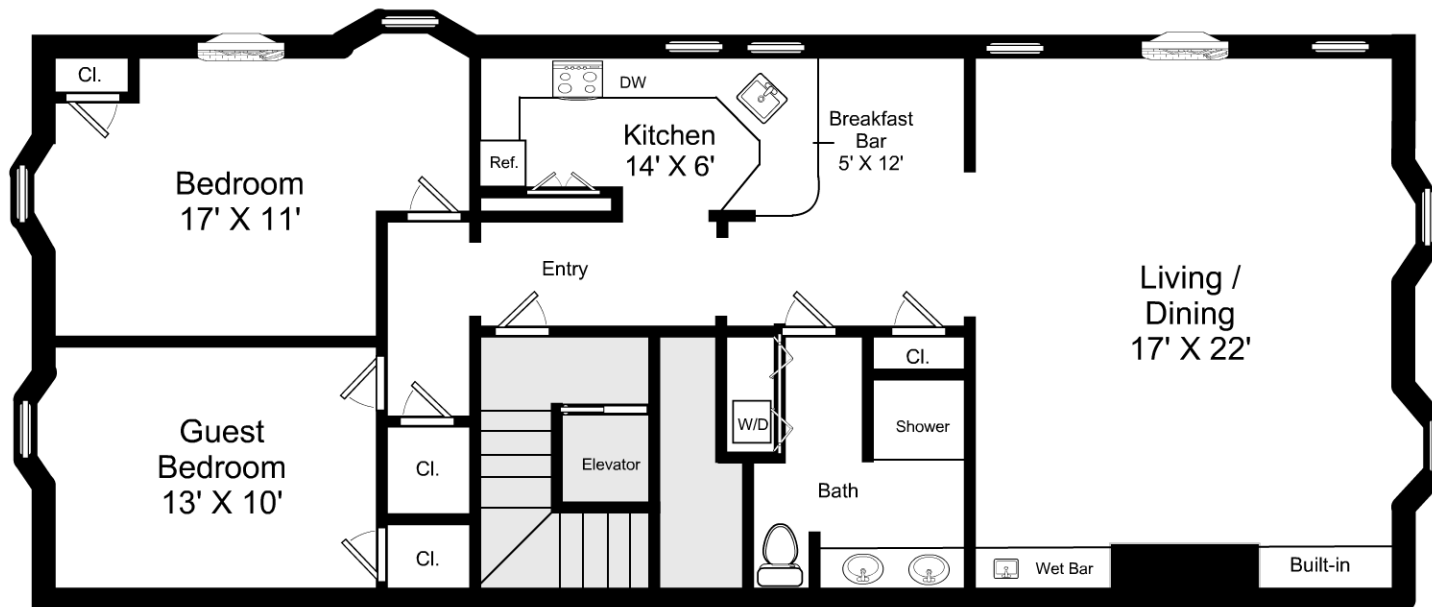 Cl.
DW
Breakfast
Bar
5' X 12'
Kitchen
14' X 6'
Ref.
Bedroom
17' X 11'
Entry
Living /
Dining
17' X 22'
Cl.
Guest
Bedroom
13' X 10'
W/D
Shower
Cl.
Elevator
Bath
Cl.
Wet Bar
Built-in